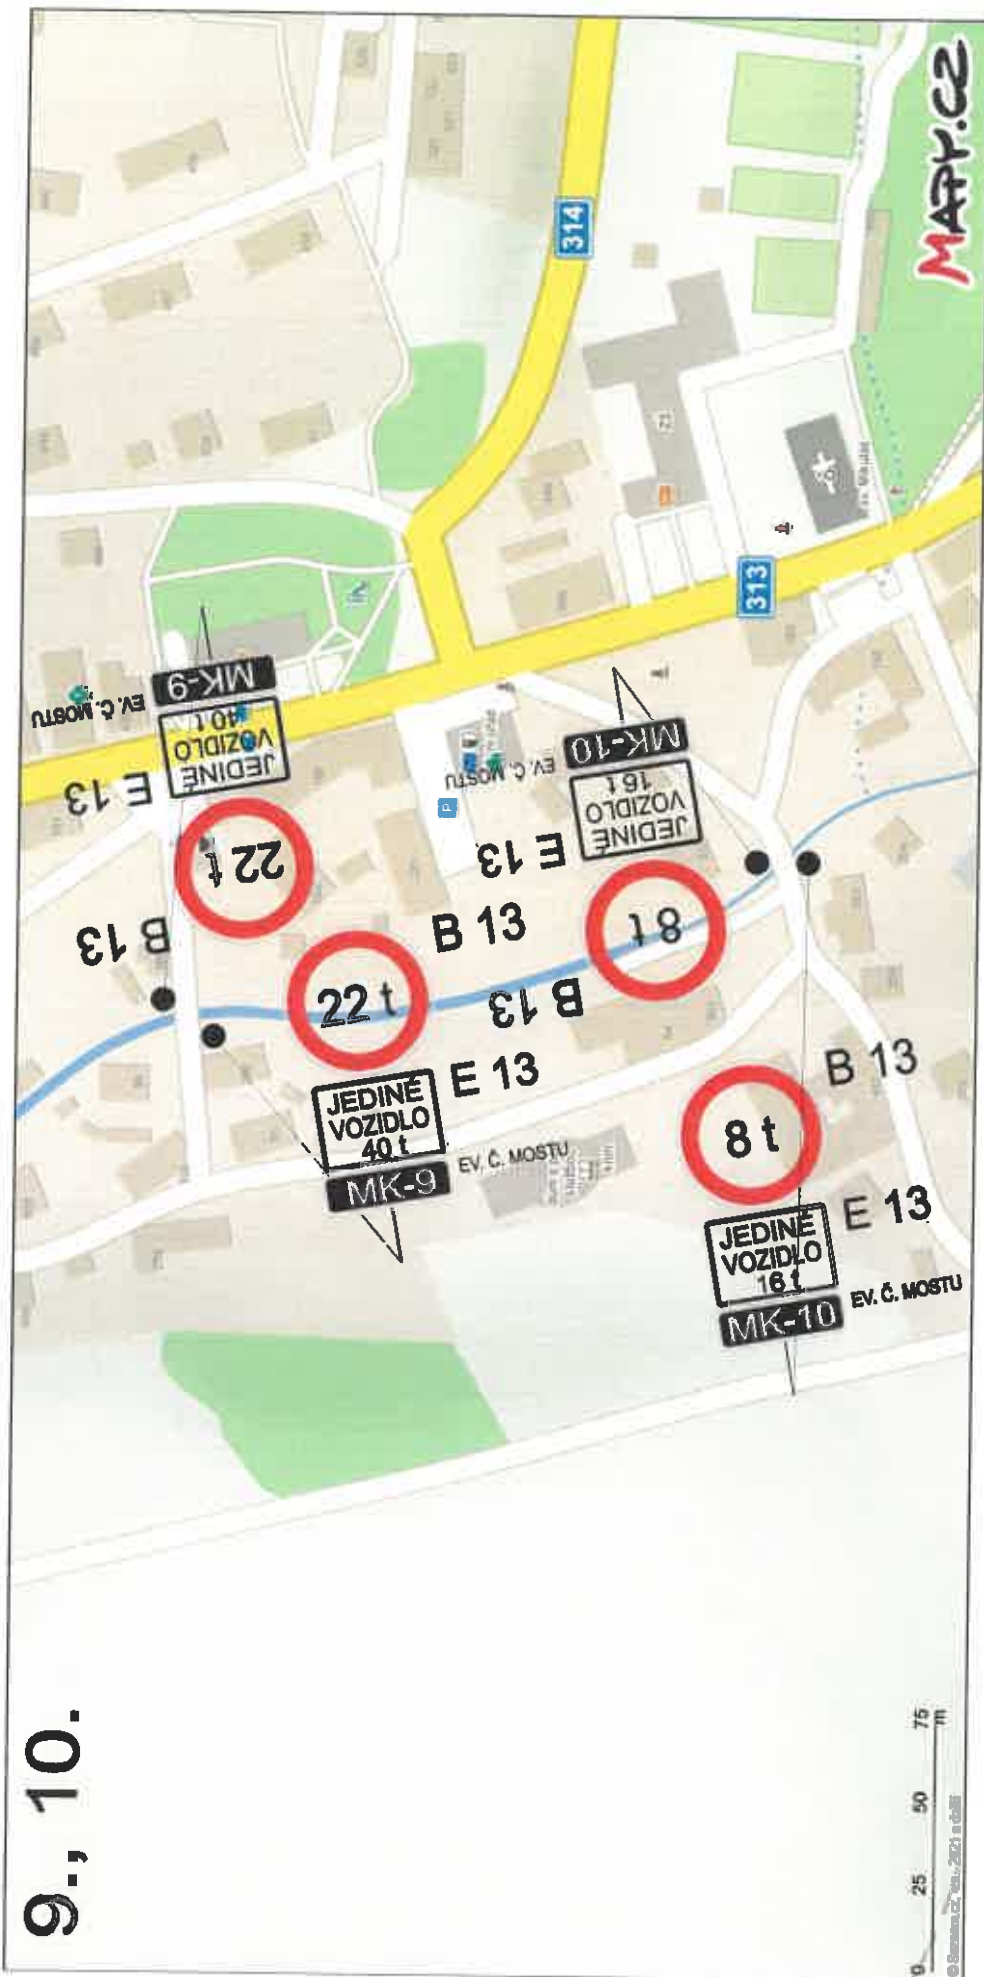 9., 10.
MAPY.CZ
314
313
EV. Č. MOSTU
MK-9
JEDINÉ
VOZIDLO
40 t
E 13
22 t
B 13
EV. Č. MOSTU
MK-10
JEDINÉ
VOZIDLO
16 t
E 13
8 t
B 13
P
B 13
22 t
E 13
JEDINÉ
VOZIDLO
40 t
MK-9
EV. Č. MOSTU
B 13
8 t
E 13
JEDINÉ
VOZIDLO
16 t
MK-10
EV. Č. MOSTU
0 25 50 75
m